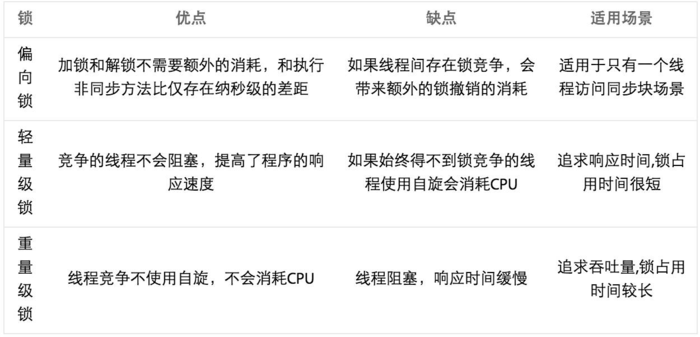 锁 优点 缺点 适用场景
偏向锁
加锁和解锁不需要额外的消耗，和执行
非同步方法比仅存在纳秒级的差距
如果线程间存在锁竞争，会
带来额外的锁撤销的消耗
适用于只有一个线
程访问同步块场景
轻量级锁
竞争的线程不会阻塞，提高了程序的响
应速度
如果始终得不到锁竞争的线
程使用自旋会消耗CPU
追求响应时间,锁占
用时间很短
重量级锁
线程竞争不使用自旋，不会消耗CPU
线程阻塞，响应时间缓慢
追求吞吐量,锁占用
时间较长